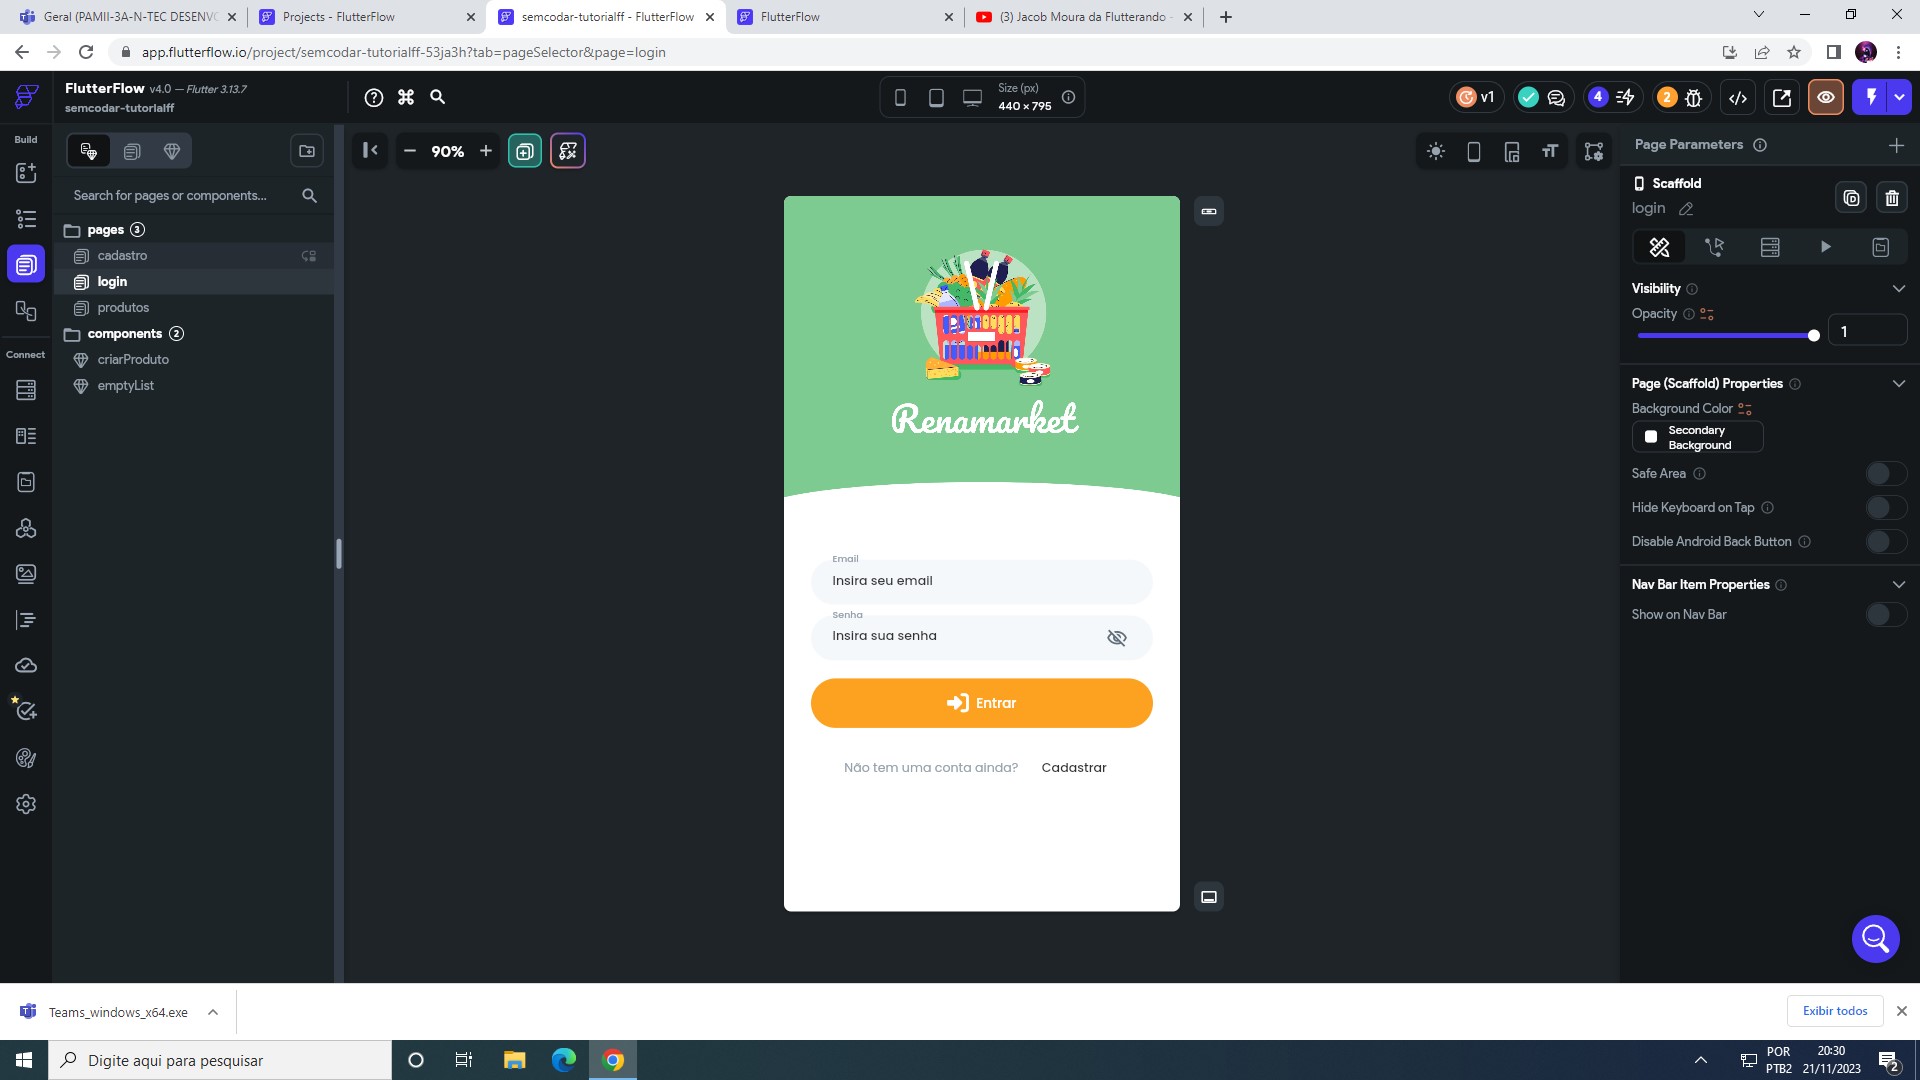 Geral (PAMII-3A-N-TEC DESENVO
Projects - FlutterFlow
semcodar-tutorialff - FlutterFlow
FlutterFlow
(3) Jacob Moura da Flutterando -
app.flutterflow.io/project/semcodar-tutorialff-53ja3h?tab=pageSelector&page=login
FlutterFlow v4.0 — Flutter 3.13.7
semcodar-tutorialff
Size (px)
440 × 795
v1
4
2
Build
90%
Page Parameters
Search for pages or components...
Scaffold
login
pages 3
cadastro
login
produtos
components 2
criarProduto
emptyList
Connect
Visibility
Opacity
1
Page (Scaffold) Properties
Background Color
Secondary
Background
Safe Area
Hide Keyboard on Tap
Disable Android Back Button
Nav Bar Item Properties
Show on Nav Bar
Renamarket
Email
Insira seu email
Senha
Insira sua senha
Entrar
Não tem uma conta ainda? Cadastrar
Teams_windows_x64.exe
Exibir todos
Digite aqui para pesquisar
POR
PTB2
20:30
21/11/2023
2